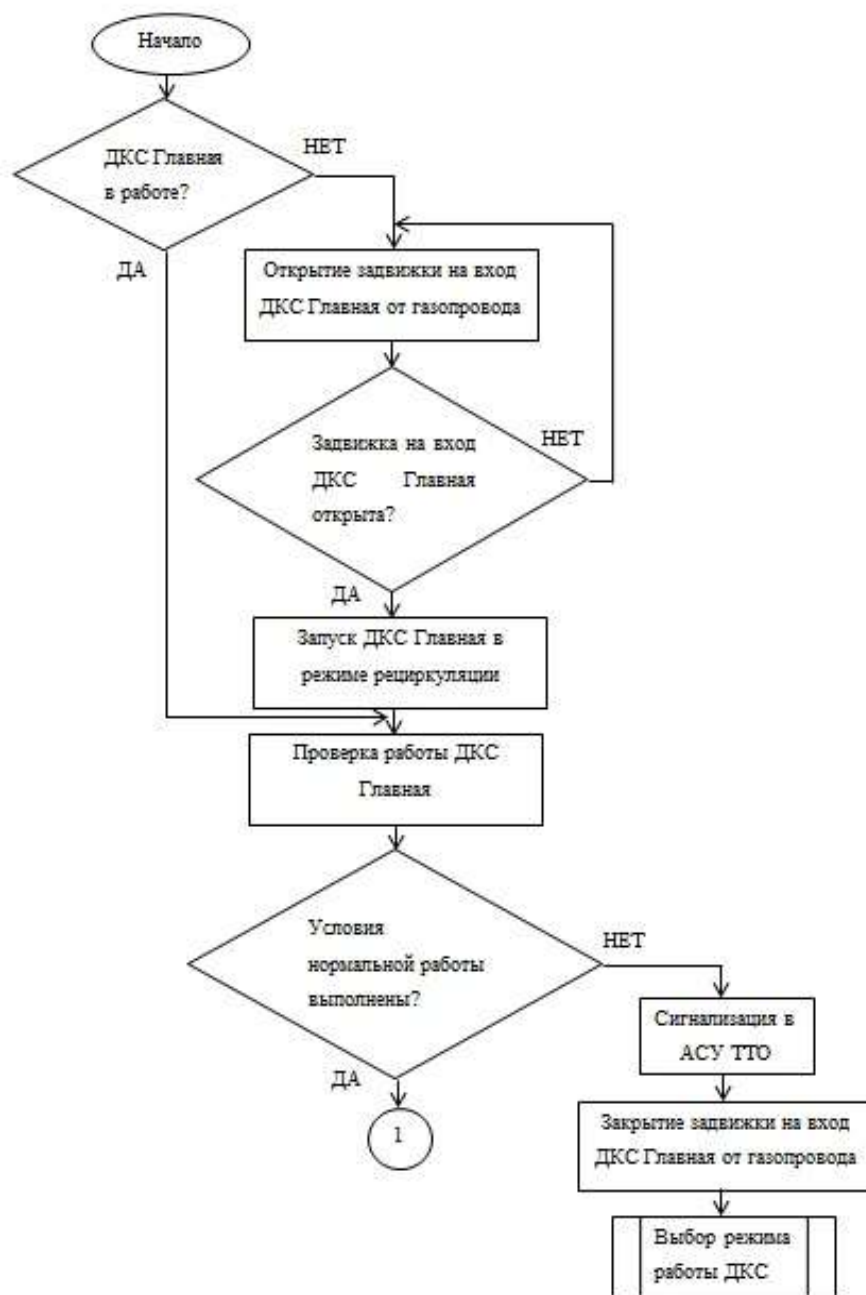 Начало
ДКС Главная
в работе?
НЕТ
ДА
Открытие задвижки на вход
ДКС Главная от газопровода
Задвижка на вход
ДКС Главная
открыта?
НЕТ
ДА
Запуск ДКС Главная в
режиме рециркуляции
Проверка работы ДКС
Главная
Условия
нормальной работы
выполнены?
НЕТ
ДА
1
Сигнализация в
АСУ ТТО
Закрытие задвижки на вход
ДКС Главная от газопровода
Выбор режима
работы ДКС